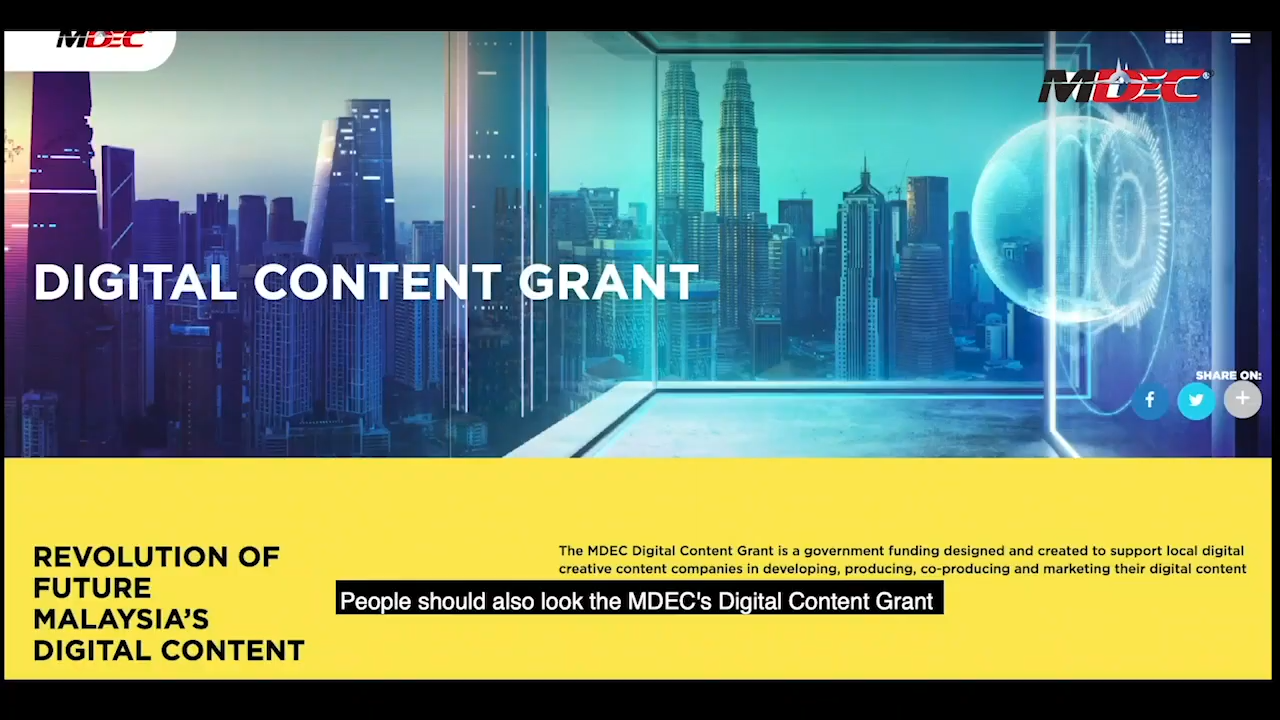 MDEC
MDEC
DIGITAL CONTENT GRANT
SHARE ON:
REVOLUTION OF
FUTURE
MALAYSIA'S
DIGITAL CONTENT
The MDEC Digital Content Grant is a government funding designed and created to support local digital
creative content companies in developing, producing, co-producing and marketing their digital content
People should also look the MDEC's Digital Content Grant